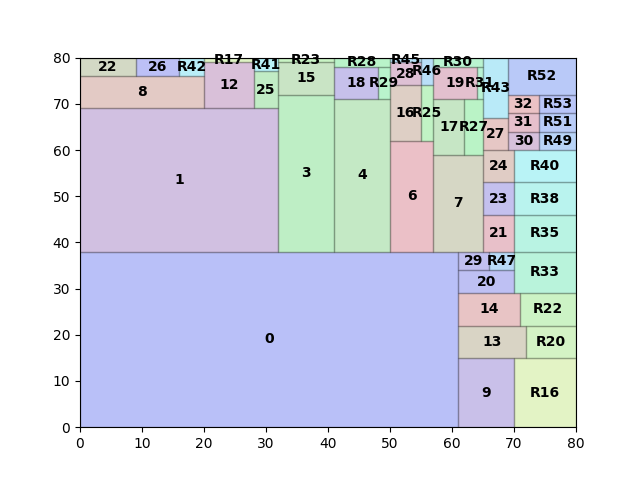 80 22 26 R42 R17 R41 R23 R28 R45 R46 R30 R52
8 12 25 15 18 R29 28 19 R31 R43
70 16 R25 17 R27 27 32 R53
31 R51
30 R49
60 1 3 4 6 7 24 R40
50 23 R38
40 21 R35
29 R47 R33
30 20
14 R22
20 0 13 R20
10 9 R16
0
0 10 20 30 40 50 60 70 80